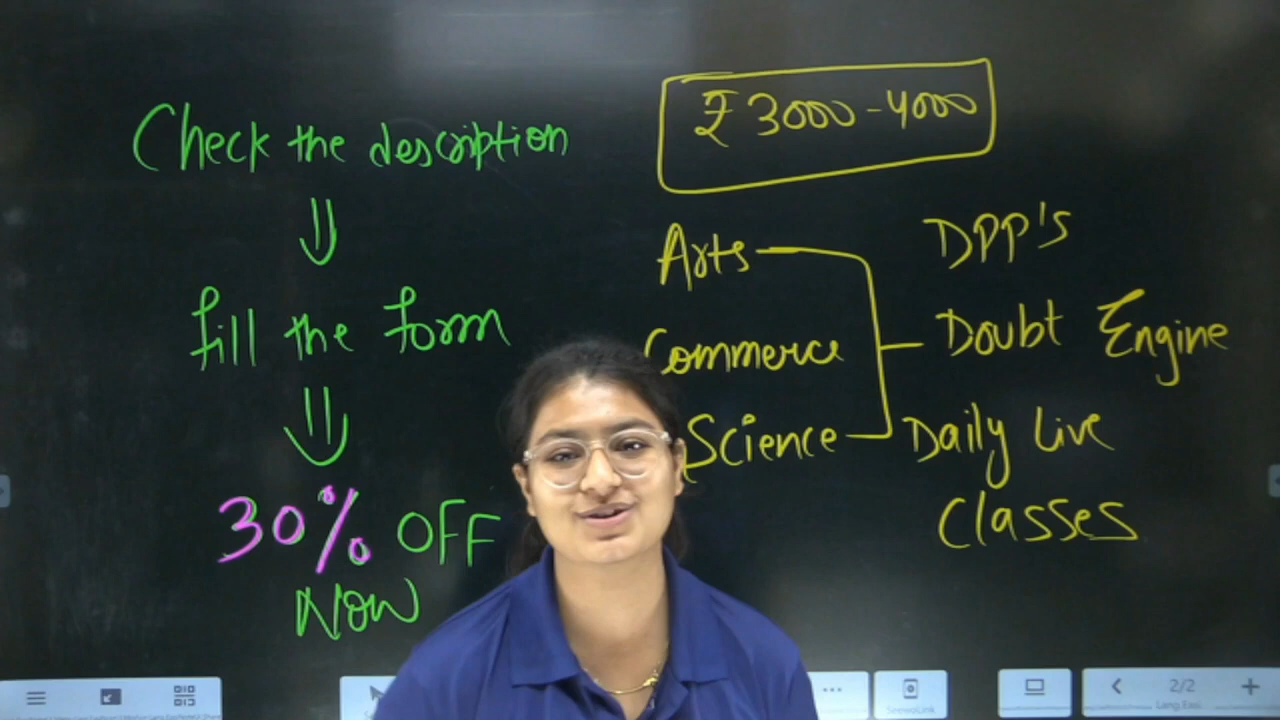 Check the description
⇓
fill the form
⇓
30% OFF
Now
₹ 3000-4000
Arts
Commerce
Science
DPP's
Doubt Engine
Daily Live
Classes
SeewoLink
2/2